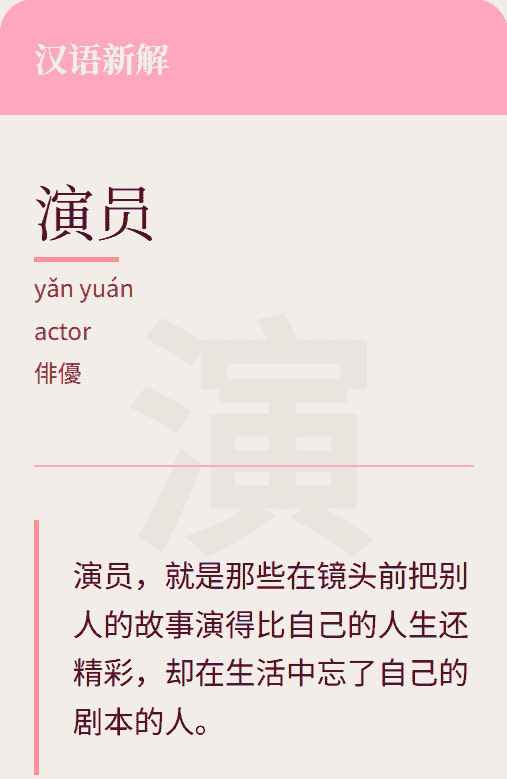 汉语新解
演员
yǎn yuán
actor
俳優
演
演员，就是那些在镜头前把别
人的故事演得比自己的人生还
精彩，却在生活中忘了自己的
剧本的人。